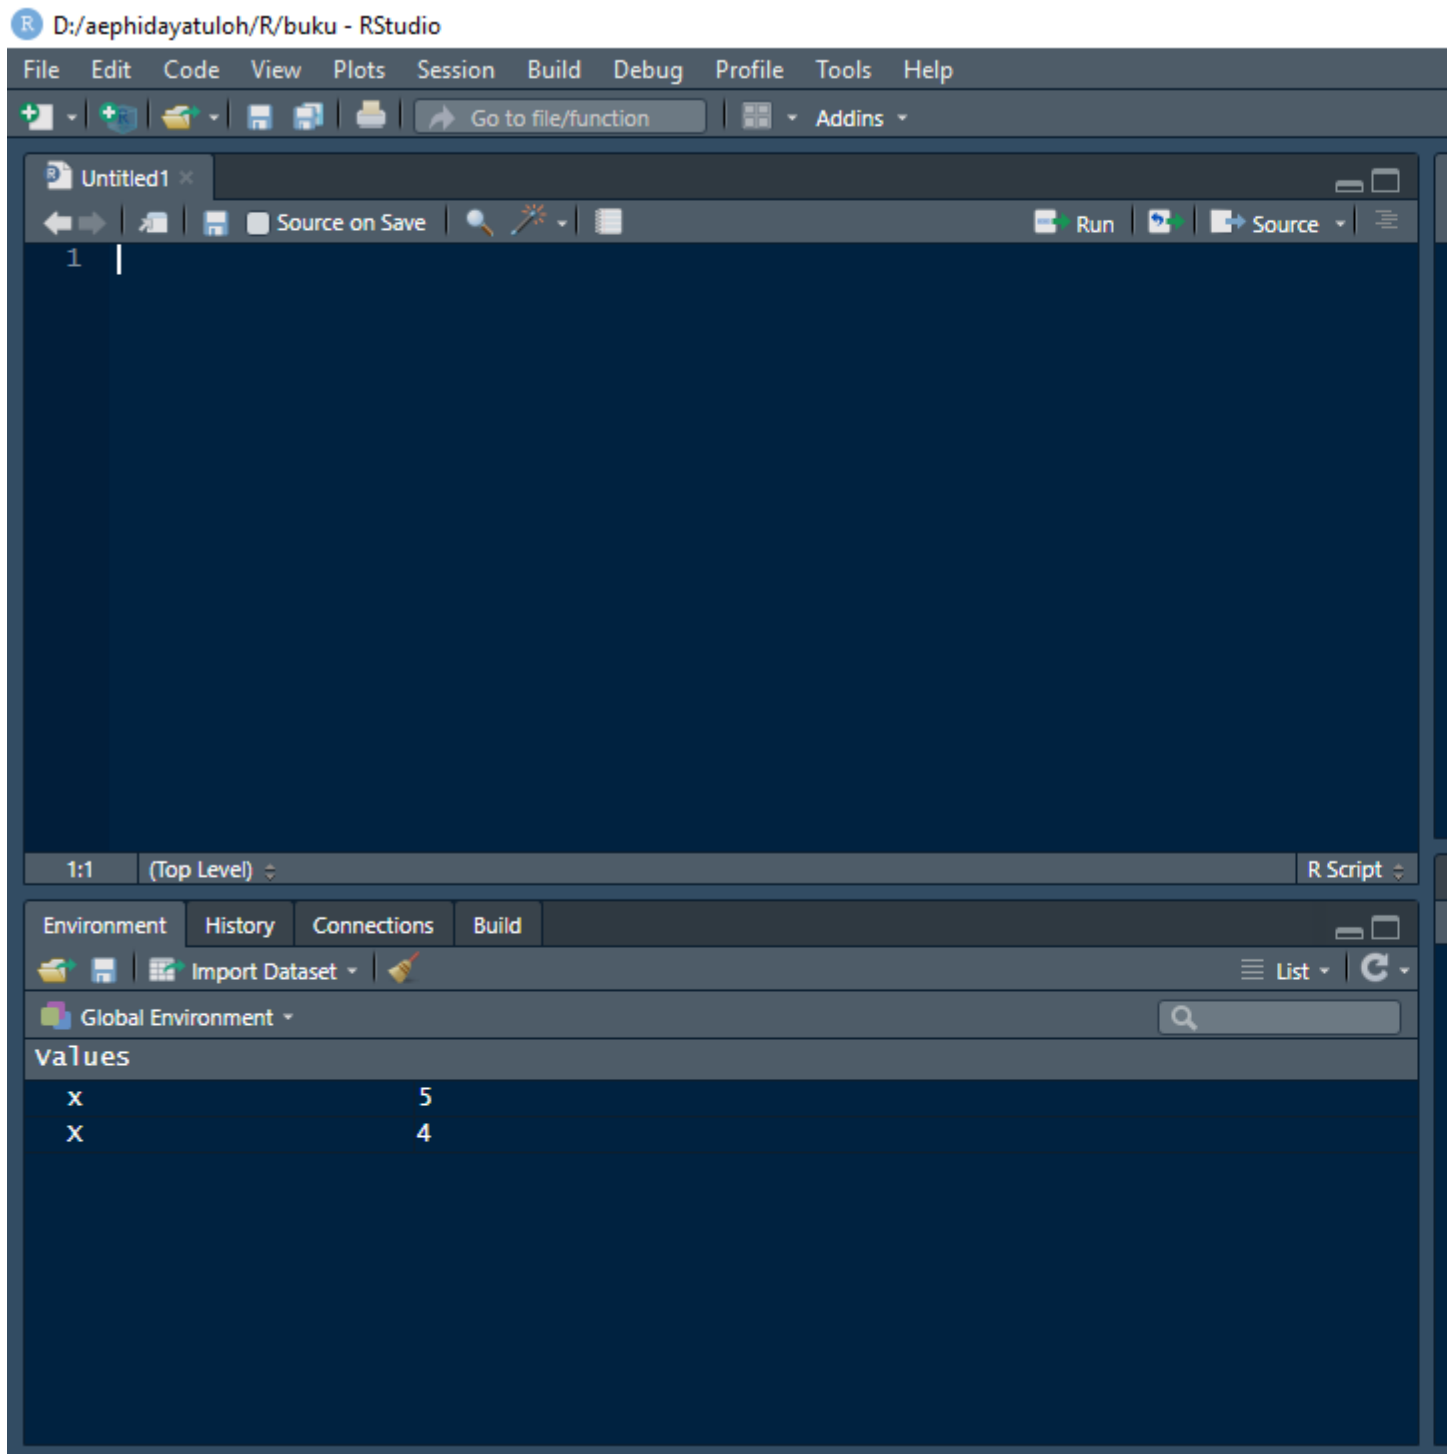 D:/aephidayatuloh/R/buku - RStudio
File Edit Code View Plots Session Build Debug Profile Tools Help
Go to file/function Addins
Untitled1
Source on Save Run Source
1
1:1 (Top Level) R Script
Environment History Connections Build
Import Dataset List
Global Environment
Values
x 5
X 4